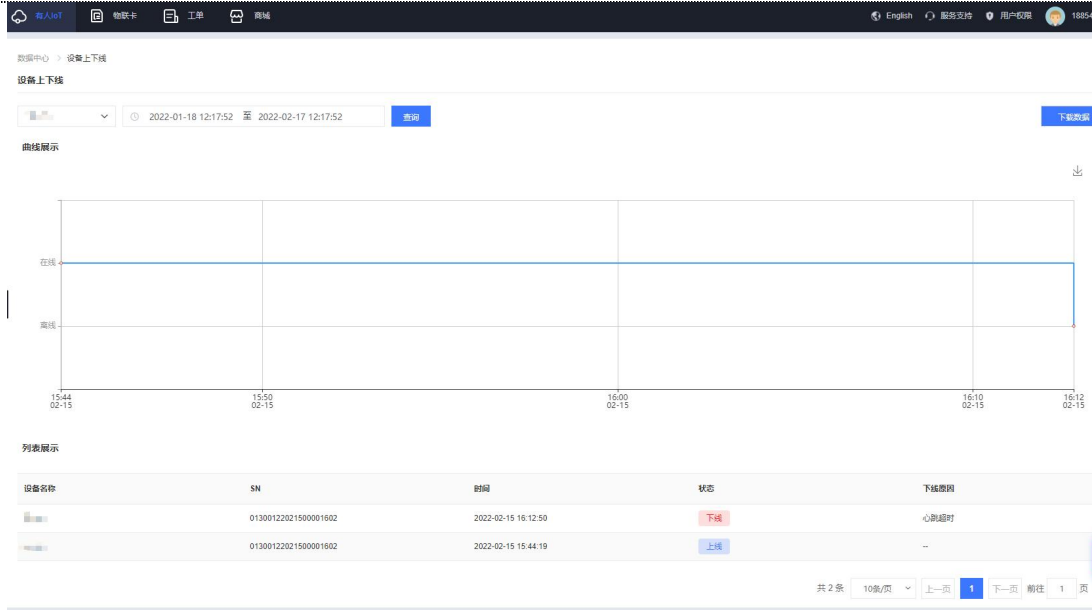 有人IoT 物联卡 工单 商城 English 服务支持 用户权限 18854
数据中心 > 设备上下线
设备上下线
2022-01-18 12:17:52 至 2022-02-17 12:17:52 查询 下载数据
曲线展示
在线
离线
15:44 15:50 16:00 16:10 16:12
02-15 02-15 02-15 02-15 02-15
列表展示
设备名称 SN 时间 状态 下线原因
01300122021500001602 2022-02-15 16:12:50 下线 心跳超时
01300122021500001602 2022-02-15 15:44:19 上线 --
共 2 条 10条/页 上一页 1 下一页 前往 1 页